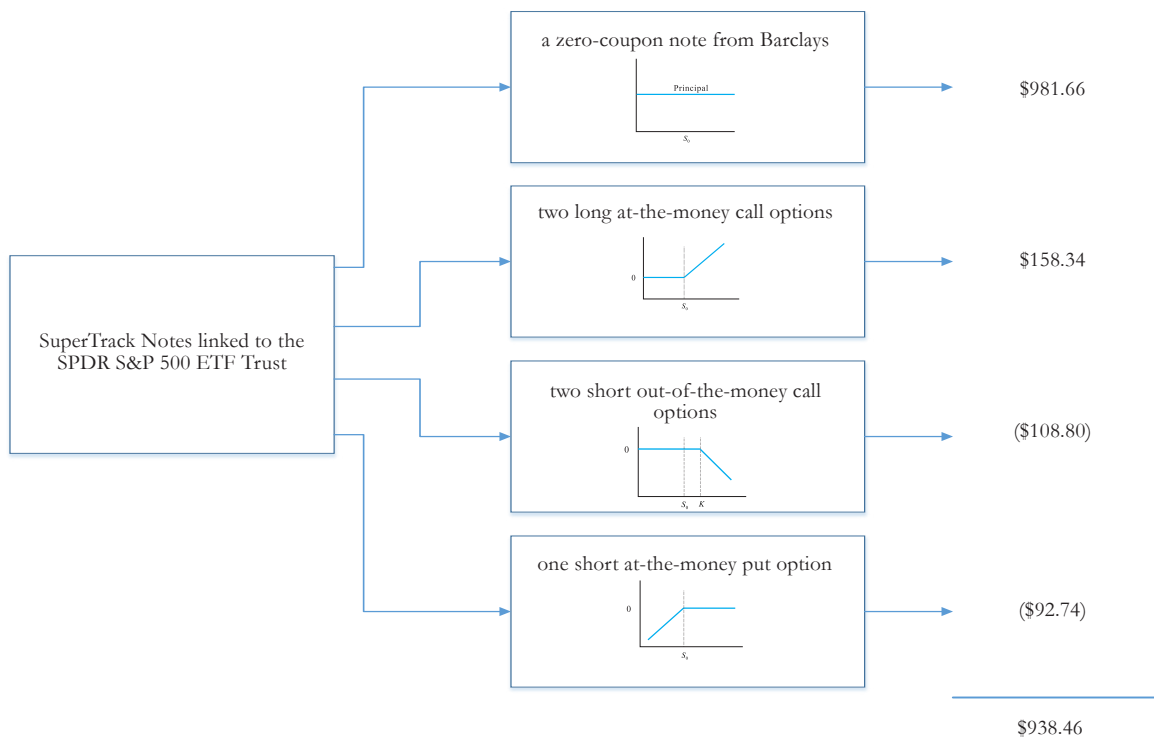 a zero-coupon note from Barclays
Principal
S0
$981.66
two long at-the-money call options
0
S0
$158.34
SuperTrack Notes linked to the
SPDR S&P 500 ETF Trust
two short out-of-the-money call
options
0
S0 K
($108.80)
one short at-the-money put option
0
S0
($92.74)
$938.46